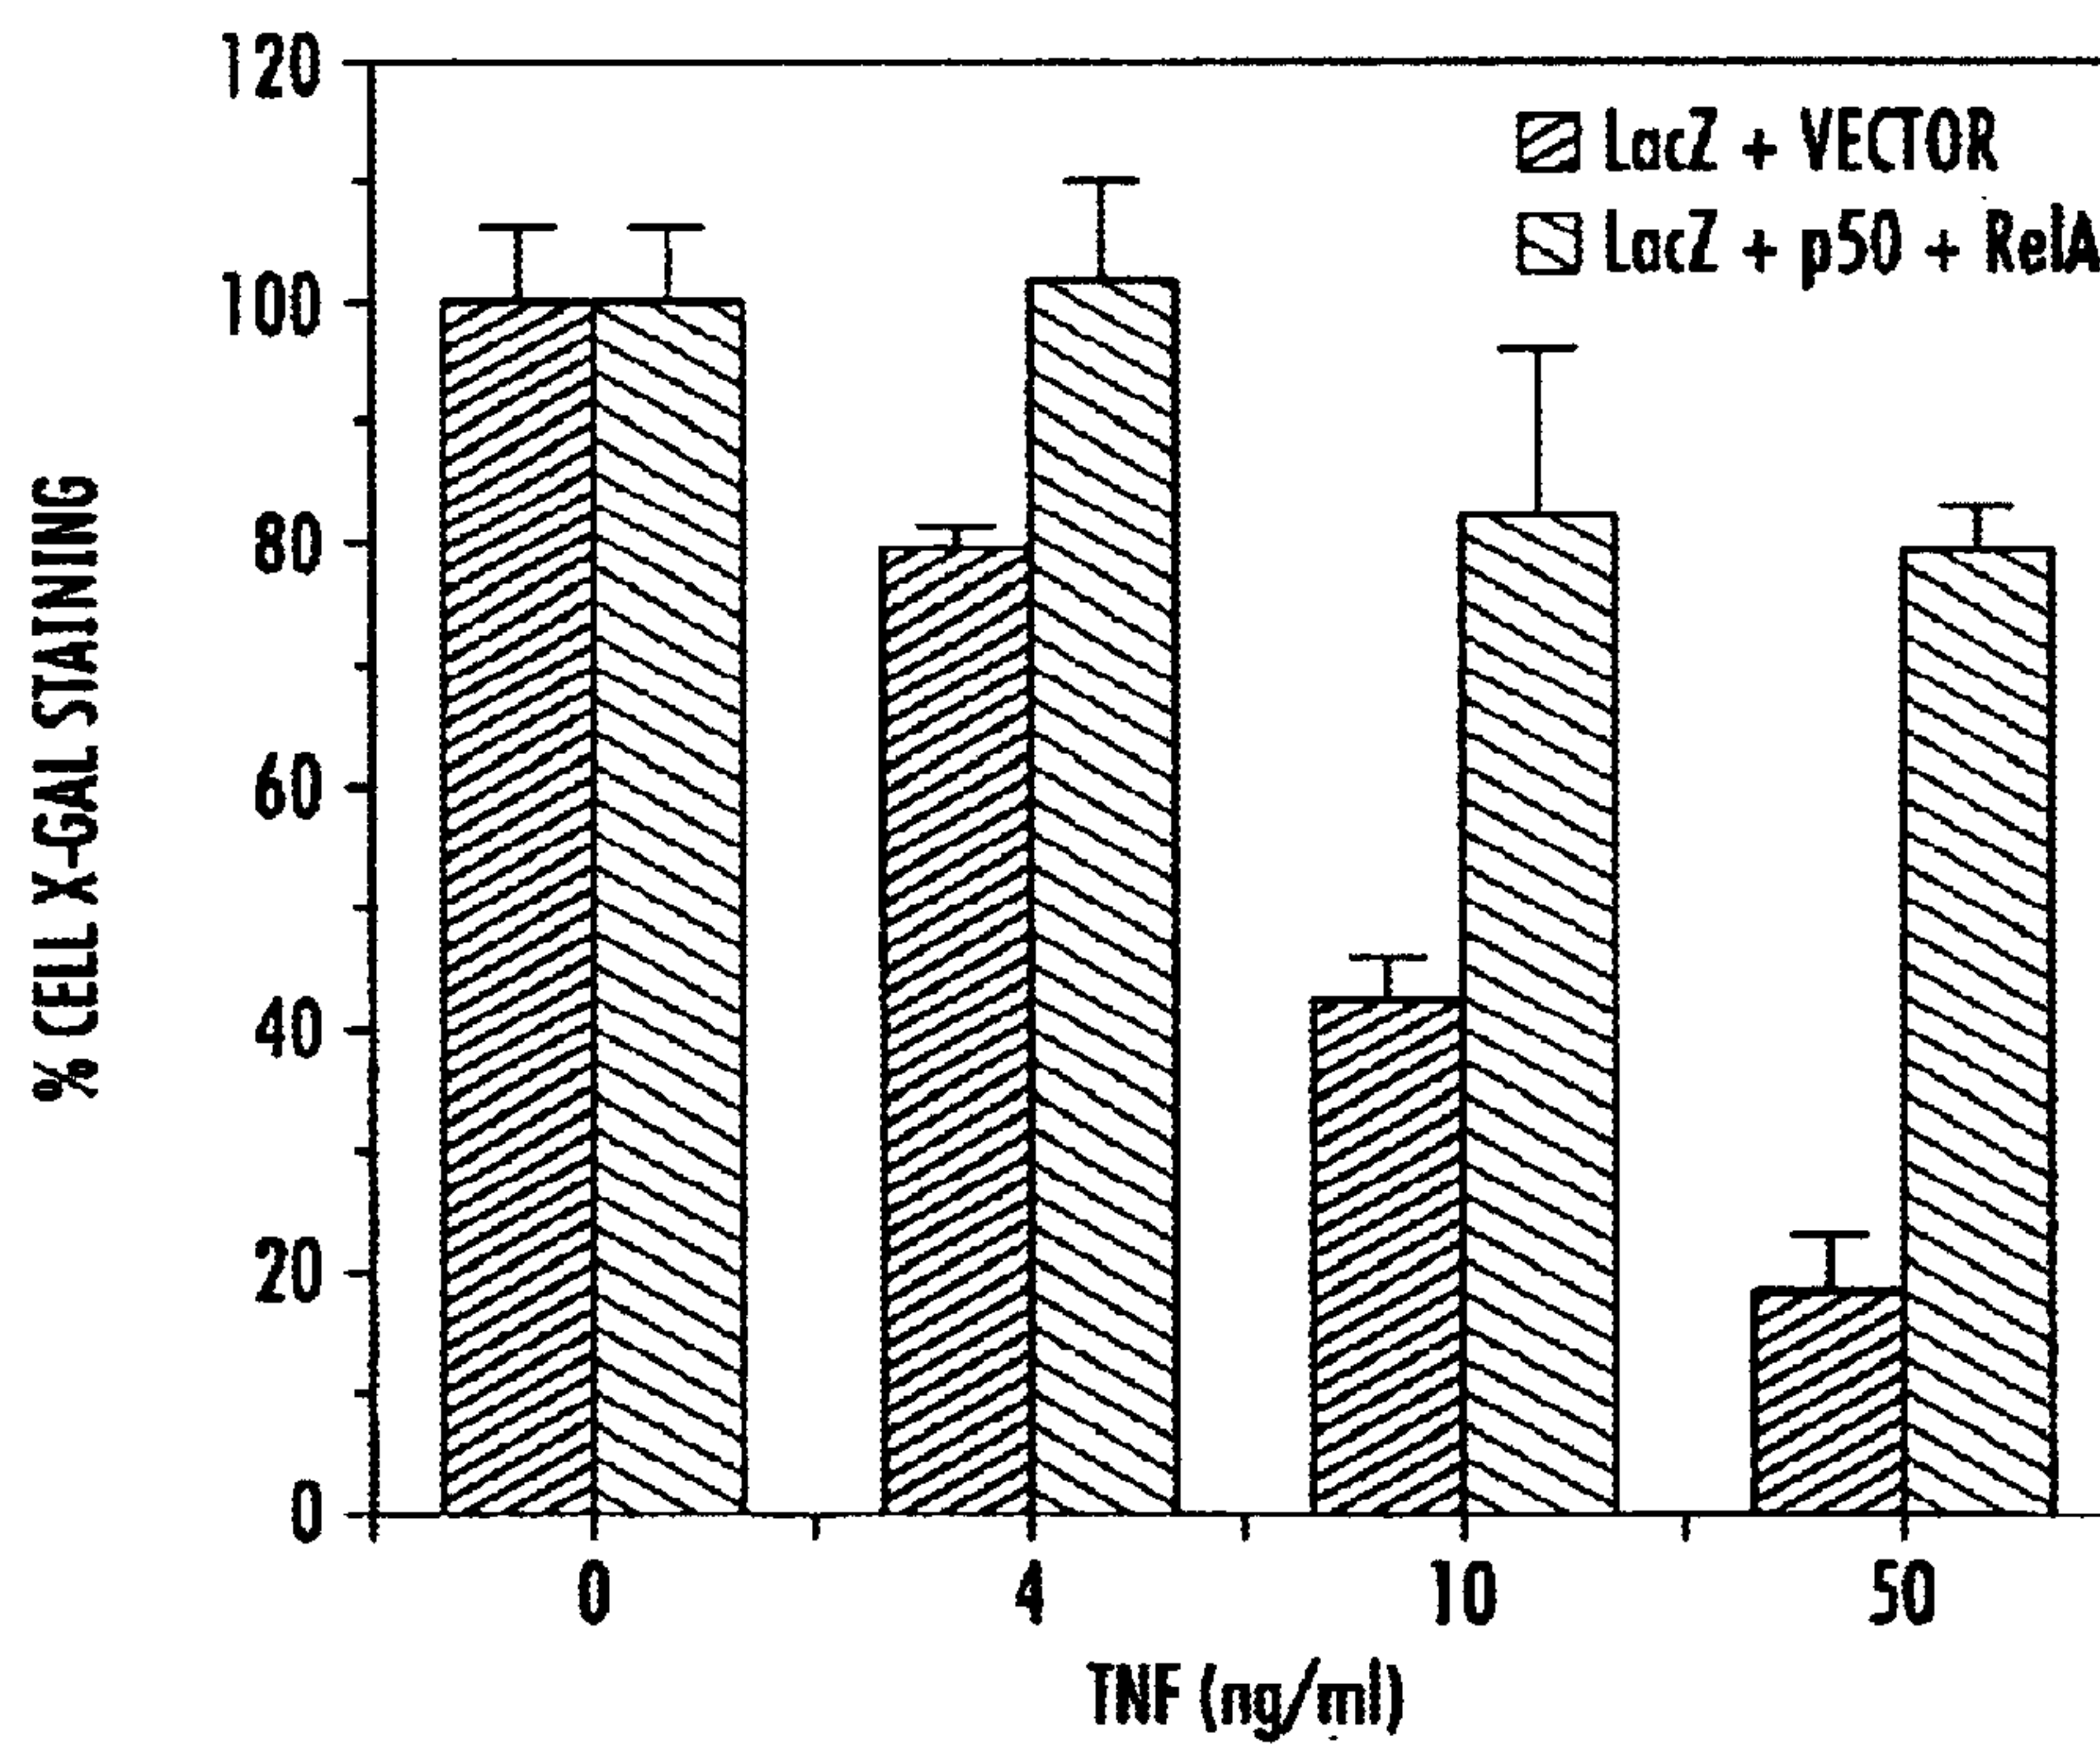 120
100
80
60
40
20
0
% CELL X-GAL STAINING
LacZ + VECTOR
LacZ + p50 + RelA
0 4 10 50
TNF (ng/ml)